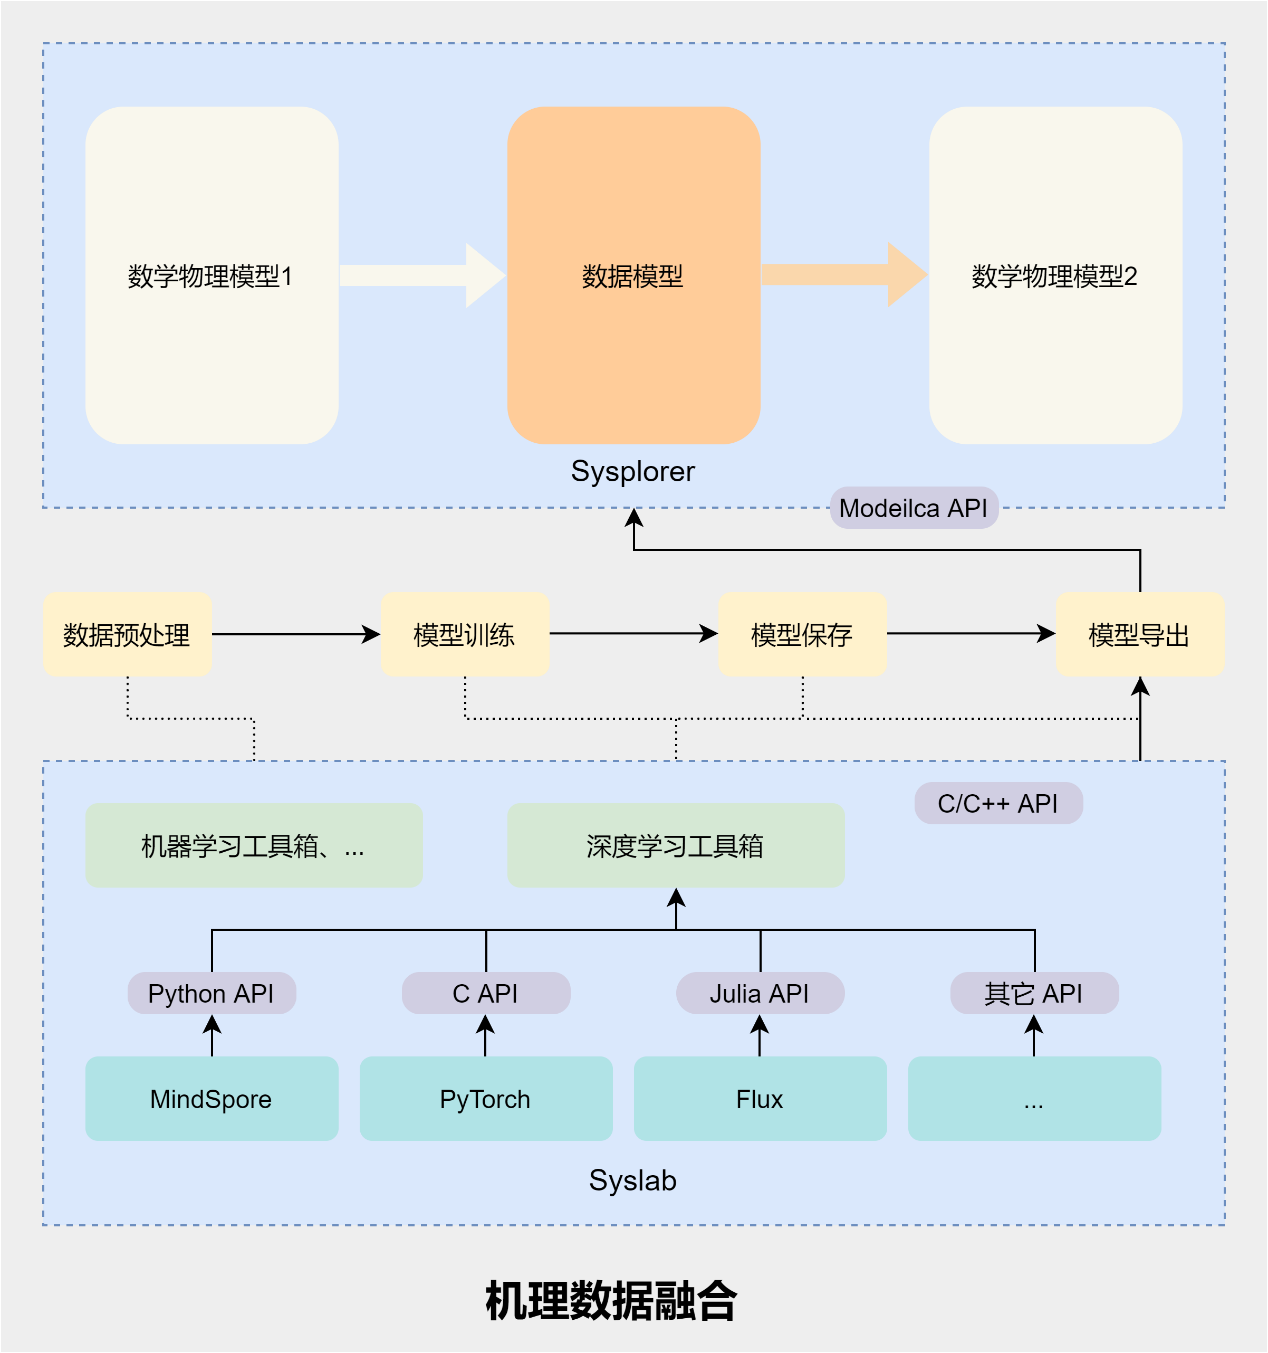 数学物理模型1
数据模型
数学物理模型2
Sysplorer
Modeilca API
数据预处理
模型训练
模型保存
模型导出
C/C++ API
机器学习工具箱、...
深度学习工具箱
Python API
C API
Julia API
其它 API
MindSpore
PyTorch
Flux
...
Syslab
机理数据融合